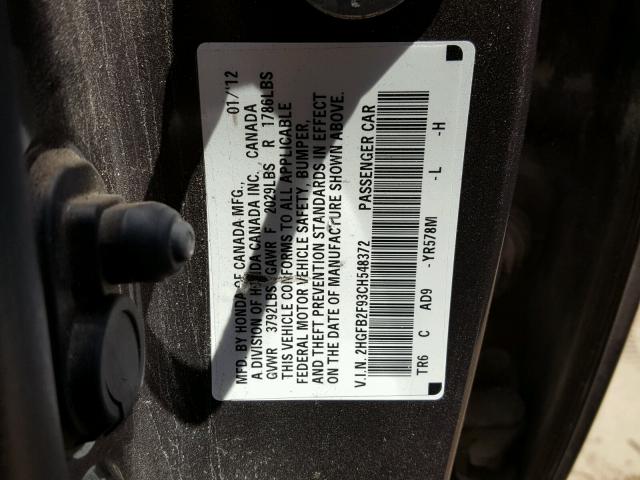 MFD BY HONDA OF CANADA MFG., 01/'12
A DIVISION OF HONDA CANADA INC. CANADA
GVWR 3792LBS GAWR F 2029LBS R 1786LBS
THIS VEHICLE CONFORMS TO ALL APPLICABLE
FEDERAL MOTOR VEHICLE SAFETY, BUMPER,
AND THEFT PREVENTION STANDARDS IN EFFECT
ON THE DATE OF MANUFACTURE SHOWN ABOVE.
V.I.N. 2HGFB2F93CH548372 PASSENGER CAR
TR6 C AD9 -YR578M -L -H